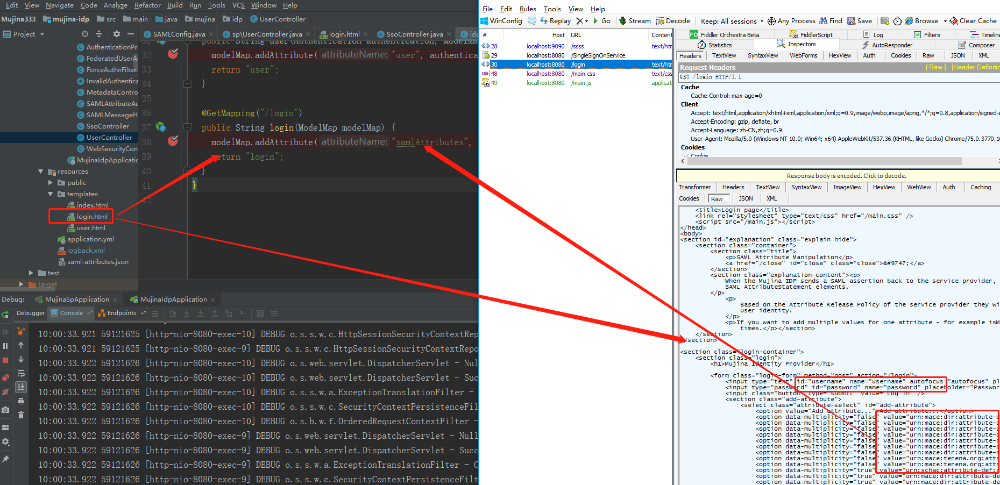 Edit View Navigate Code Analyze Refactor Build Run Tools VCS Window Help
Mujina333 mujina-idp src main java mujina idp UserController
Project
SAMLConfig.java sp\UserController.java login.html SsoController.java
AuthenticationPr
FederatedUserA
ForceAuthnFilter
InvalidAuthentica
MetadataContro
SAMLAttributeAu
SAMLMessageH
SsoController
UserController
WebSecurityCon
MujinaIdpApplicatic
resources
public
templates
index.html
login.html
user.html
application.yml
logback.xml
saml-attributes.json
test
target
public String user(Authentication authentication, ModelMa
32 modelMap.addAttribute( attributeName: "user", authentica
33 return "user";
34 }
35
36 @GetMapping("/login")
37 public String login(ModelMap modelMap) {
38 modelMap.addAttribute( attributeName: "samlAttributes",
39 return "login";
40 }
41 }
42
Debug: MujinaSpApplication MujinaIdpApplication
Debugger Console Endpoints
10:00:33.921 59121625 [http-nio-8080-exec-10] DEBUG o.s.s.w.c.HttpSessionSecurityContextRep
10:00:33.921 59121625 [http-nio-8080-exec-9] DEBUG o.s.s.w.c.HttpSessionSecurityContextRepo
10:00:33.922 59121626 [http-nio-8080-exec-10] DEBUG o.s.web.servlet.DispatcherServlet - Nul
10:00:33.922 59121626 [http-nio-8080-exec-10] DEBUG o.s.web.servlet.DispatcherServlet - Suc
10:00:33.922 59121626 [http-nio-8080-exec-10] DEBUG o.s.s.w.a.ExceptionTranslationFilter -
10:00:33.922 59121626 [http-nio-8080-exec-10] DEBUG o.s.s.w.c.SecurityContextPersistenceFil
10:00:33.922 59121626 [http-nio-8080-exec-10] DEBUG o.s.b.w.f.OrderedRequestContextFilter -
10:00:33.922 59121626 [http-nio-8080-exec-9] DEBUG o.s.web.servlet.DispatcherServlet - Null
10:00:33.922 59121626 [http-nio-8080-exec-9] DEBUG o.s.web.servlet.DispatcherServlet - Succ
10:00:33.922 59121626 [http-nio-8080-exec-9] DEBUG o.s.s.w.a.ExceptionTranslationFilter - C
10:00:33.922 59121626 [http-nio-8080-exec-9] DEBUG o.s.s.w.c.SecurityContextPersistenceFilt
File Edit Rules Tools View Help
WinConfig Replay Go Stream Decode Keep: All sessions Any Process Find Save Browse Clear Cache
# Host URL Content
28 localhost:9090 /ssss text/htr
29 localhost:8080 /SingleSignOnService
30 localhost:8080 /login text/htr
48 localhost:8080 /main.css text/css
49 localhost:8080 /main.js applicat
FO Fiddler Orchestra Beta FiddlerScript Log Filters Timeline
Statistics Inspectors AutoResponder Composer
Headers TextView SyntaxView WebForms HexView Auth Cookies Raw JSON XML
Request Headers [ Raw ] [Header Definitic
GET /login HTTP/1.1
Cache
Cache-Control: max-age=0
Client
Accept: text/html,application/xhtml+xml,application/xml;q=0.9,image/webp,image/apng,*/*;q=0.8,application/signed-e
Accept-Encoding: gzip, deflate, br
Accept-Language: zh-CN,zh;q=0.9
User-Agent: Mozilla/5.0 (Windows NT 10.0; Win64; x64) AppleWebKit/537.36 (KHTML, like Gecko) Chrome/75.0.3770.10
Cookies
Cookie
Response body is encoded. Click to decode.
Transformer Headers TextView SyntaxView ImageView HexView WebView Auth Caching
Cookies Raw JSON XML
<title>Login page</title>
<link rel="stylesheet" type="text/css" href="/main.css" />
<script src="/main.js"></script>
</head>
<body>
<section id="explanation" class="explain hide">
<section class="container">
<section class="title">
<p>SAML Attribute Manipulation</p>
<a href="/close" id="close" class="close">&#9747;</a>
</section>
<section class="explanation-content"><p>
When the Mujina IDP sends a SAML assertion back to the service provider,
SAML AttributeStatement elements.
</p>
<p>
Based on the Attribute Release Policy of the service provider they wi
user identity.
</p>
<p>If you want to add multiple values for one attribute - for example isM
times.</p></section>
</section>
</section>
<section class="login-container">
<section class="login">
<h1>Mujina Identity Provider</h1>
<form class="login-form" method="post" action="/login">
<input type="text" id="username" name="username" autofocus="autofocus" pl
<input type="password" id="password" name="password" placeholder="Passwor
<input class="button" type="submit" value="Log in" />
<section class="add-attribute">
<select class="attribute-select" id="add-attribute">
<option value="Add attribute...">Add attribute...</option>
<option data-multiplicity="false" value="urn:mace:dir:attribute-d
<option data-multiplicity="false" value="urn:mace:dir:attribute-d
<option data-multiplicity="false" value="urn:mace:dir:attribute-d
<option data-multiplicity="false" value="urn:mace:dir:attribute-d
<option data-multiplicity="false" value="urn:mace:dir:attribute-d
<option data-multiplicity="false" value="urn:mace:dir:attribute-d
<option data-multiplicity="false" value="urn:mace:dir:attribute-d
<option data-multiplicity="false" value="urn:mace:terena.org:attr
<option data-multiplicity="false" value="urn:mace:terena.org:attr
<option data-multiplicity="true" value="urn:schac:attribute-def:s
<option data-multiplicity="true" value="urn:mace:dir:attribute-de
<option data-multiplicity="true" value="urn:mace:dir:attribute-de